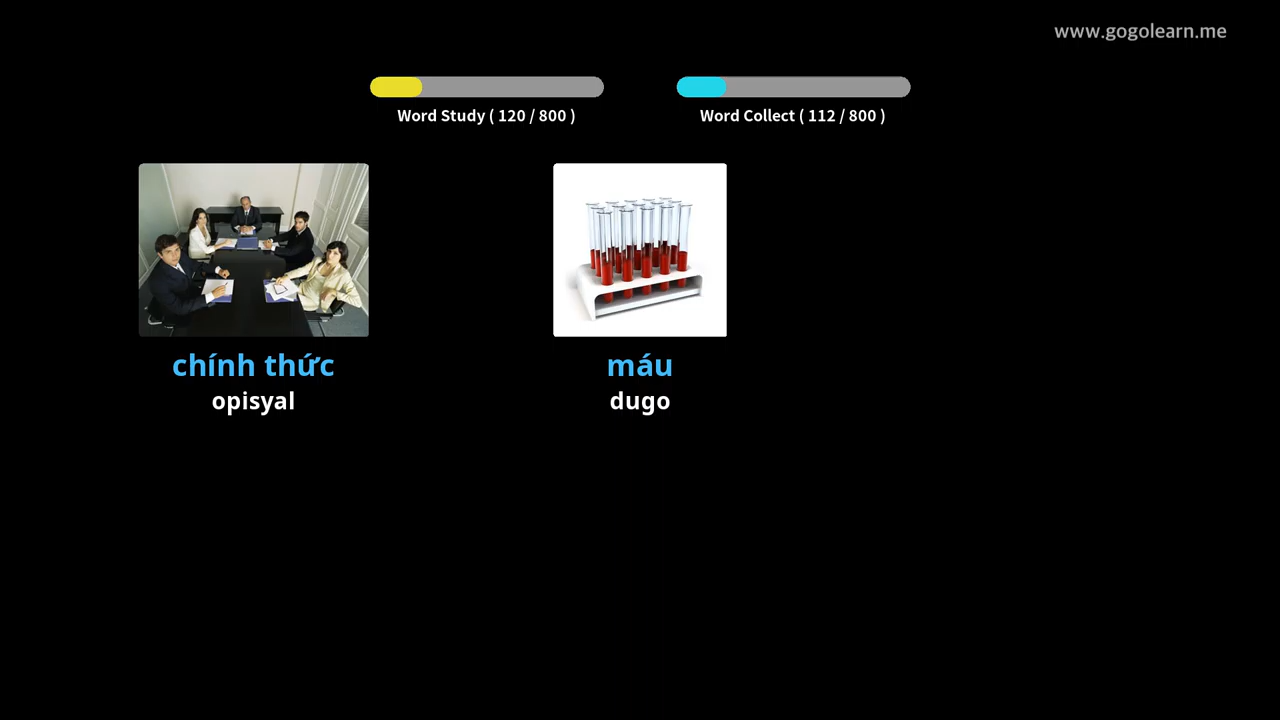 www.gogolearn.me
Word Study ( 120 / 800 )
Word Collect ( 112 / 800 )
chính thức
opisyal
máu
dugo